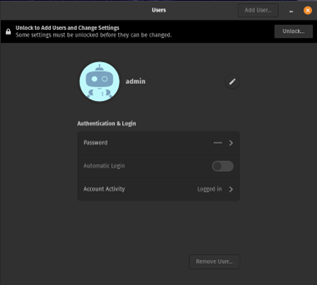 Users
Add User...
Unlock to Add Users and Change Settings
Some settings must be unlocked before they can be changed.
Unlock...
admin
Authentication & Login
Password
Automatic Login
Account Activity
Logged in
Remove User...